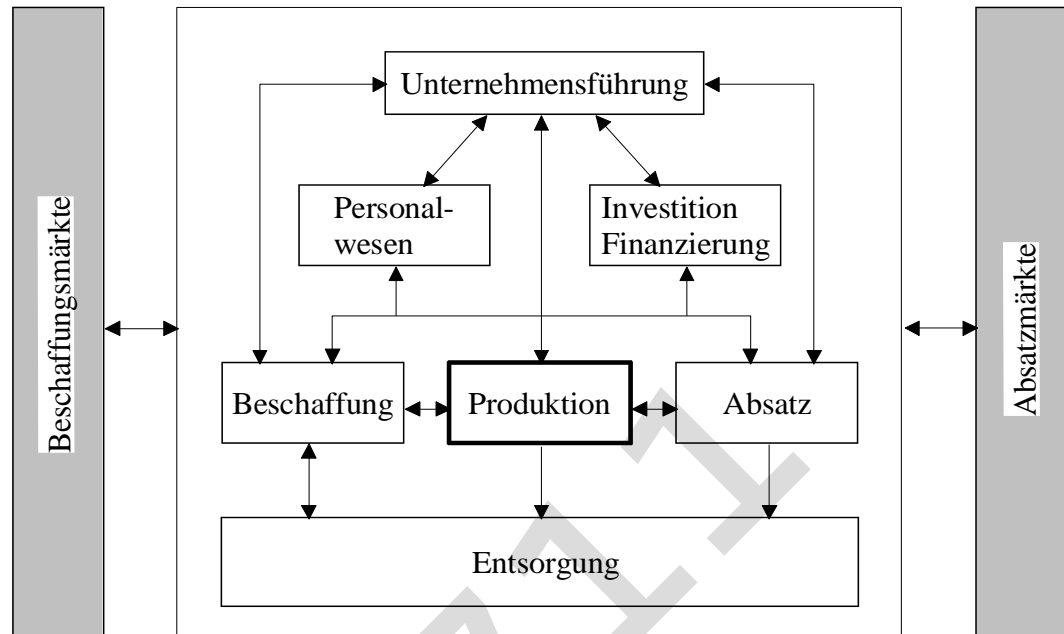 Unternehmensführung
Beschaffungsmärkte
Personal-
wesen
Investition
Finanzierung
Absatzmärkte
Beschaffung
Produktion
Absatz
Entsorgung